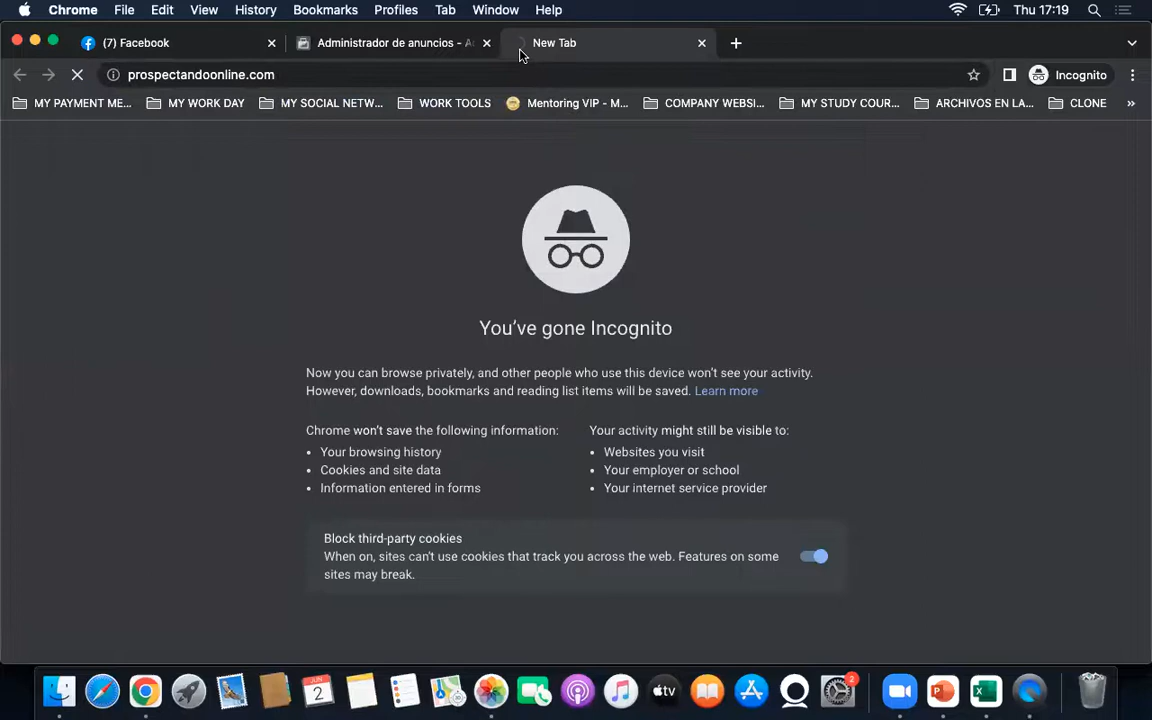 Chrome File Edit View History Bookmarks Profiles Tab Window Help Thu 17:19
(7) Facebook Administrador de anuncios - A New Tab
prospectandoonline.com Incognito
MY PAYMENT ME... MY WORK DAY MY SOCIAL NETW... WORK TOOLS Mentoring VIP - M... COMPANY WEBSI... MY STUDY COUR... ARCHIVOS EN LA... CLONE »
You've gone Incognito
Now you can browse privately, and other people who use this device won't see your activity.
However, downloads, bookmarks and reading list items will be saved. Learn more
Chrome won't save the following information:
• Your browsing history
• Cookies and site data
• Information entered in forms
Your activity might still be visible to:
• Websites you visit
• Your employer or school
• Your internet service provider
Block third-party cookies
When on, sites can't use cookies that track you across the web. Features on some
sites may break.
JUN
2
tv
2